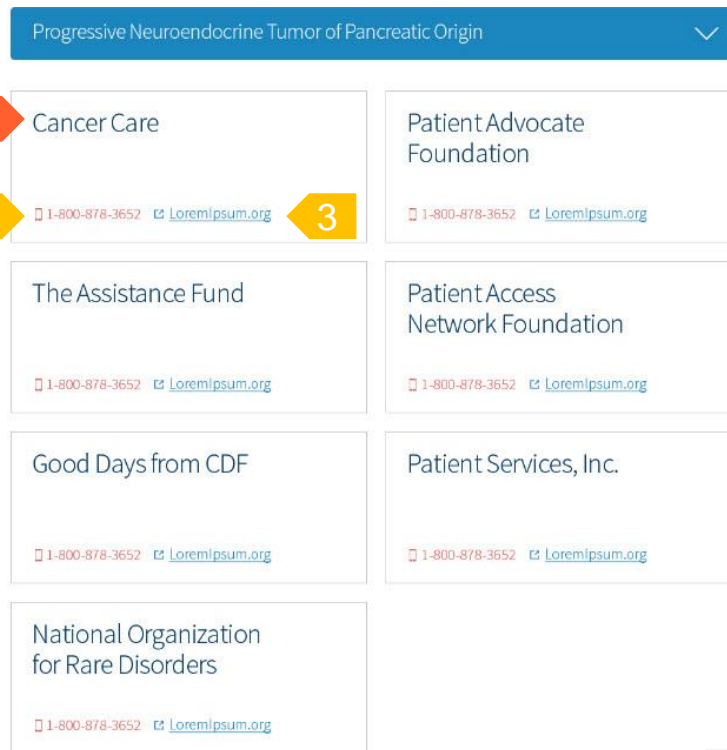 Progressive Neuroendocrine Tumor of Pancreatic Origin
Cancer Care
1-800-878-3652 LoremIpsum.org
3
Patient Advocate
Foundation
1-800-878-3652 LoremIpsum.org
The Assistance Fund
1-800-878-3652 LoremIpsum.org
Patient Access
Network Foundation
1-800-878-3652 LoremIpsum.org
Good Days from CDF
1-800-878-3652 LoremIpsum.org
Patient Services, Inc.
1-800-878-3652 LoremIpsum.org
National Organization
for Rare Disorders
1-800-878-3652 LoremIpsum.org